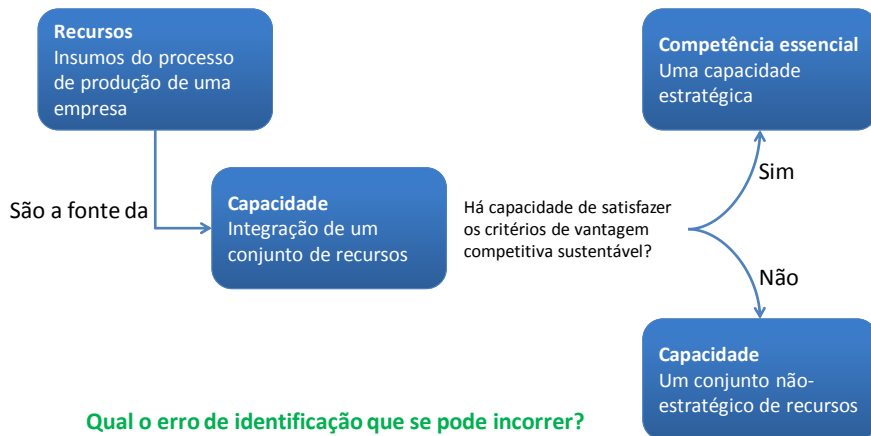 Recursos
Insumos do processo
de produção de uma
empresa
São a fonte da
Capacidade
Integração de um
conjunto de recursos
Há capacidade de satisfazer
os critérios de vantagem
competitiva sustentável?
Competência essencial
Uma capacidade
estratégica
Sim
Não
Capacidade
Um conjunto não-
estratégico de recursos
Qual o erro de identificação que se pode incorrer?